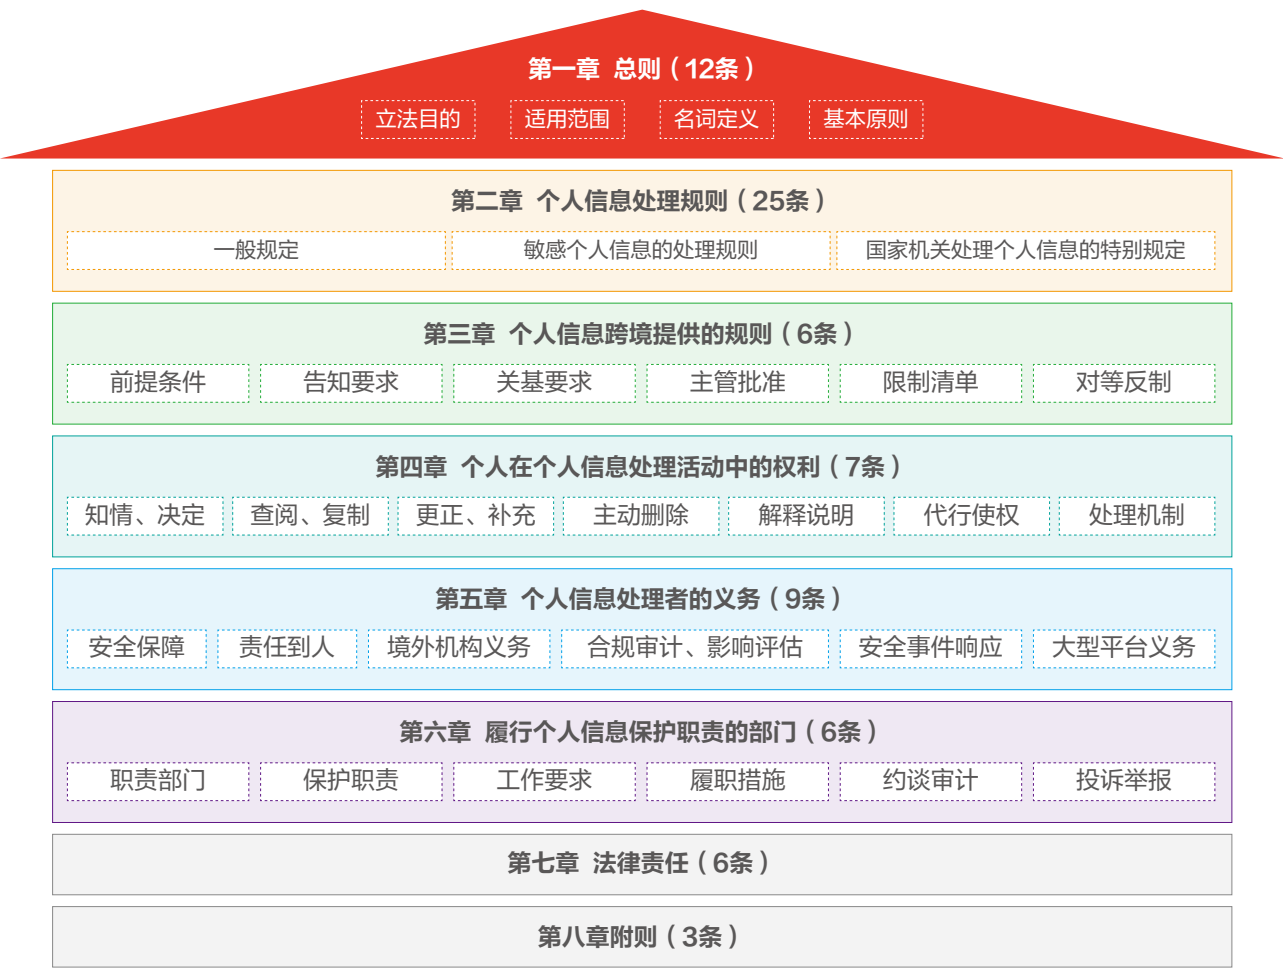 第一章 总则（12条）
立法目的 适用范围 名词定义 基本原则
第二章 个人信息处理规则（25条）
一般规定 敏感个人信息的处理规则 国家机关处理个人信息的特别规定
第三章 个人信息跨境提供的规则（6条）
前提条件 告知要求 关基要求 主管批准 限制清单 对等反制
第四章 个人在个人信息处理活动中的权利（7条）
知情、决定 查阅、复制 更正、补充 主动删除 解释说明 代行使权 处理机制
第五章 个人信息处理者的义务（9条）
安全保障 责任到人 境外机构义务 合规审计、影响评估 安全事件响应 大型平台义务
第六章 履行个人信息保护职责的部门（6条）
职责部门 保护职责 工作要求 履职措施 约谈审计 投诉举报
第七章 法律责任（6条）
第八章附则（3条）